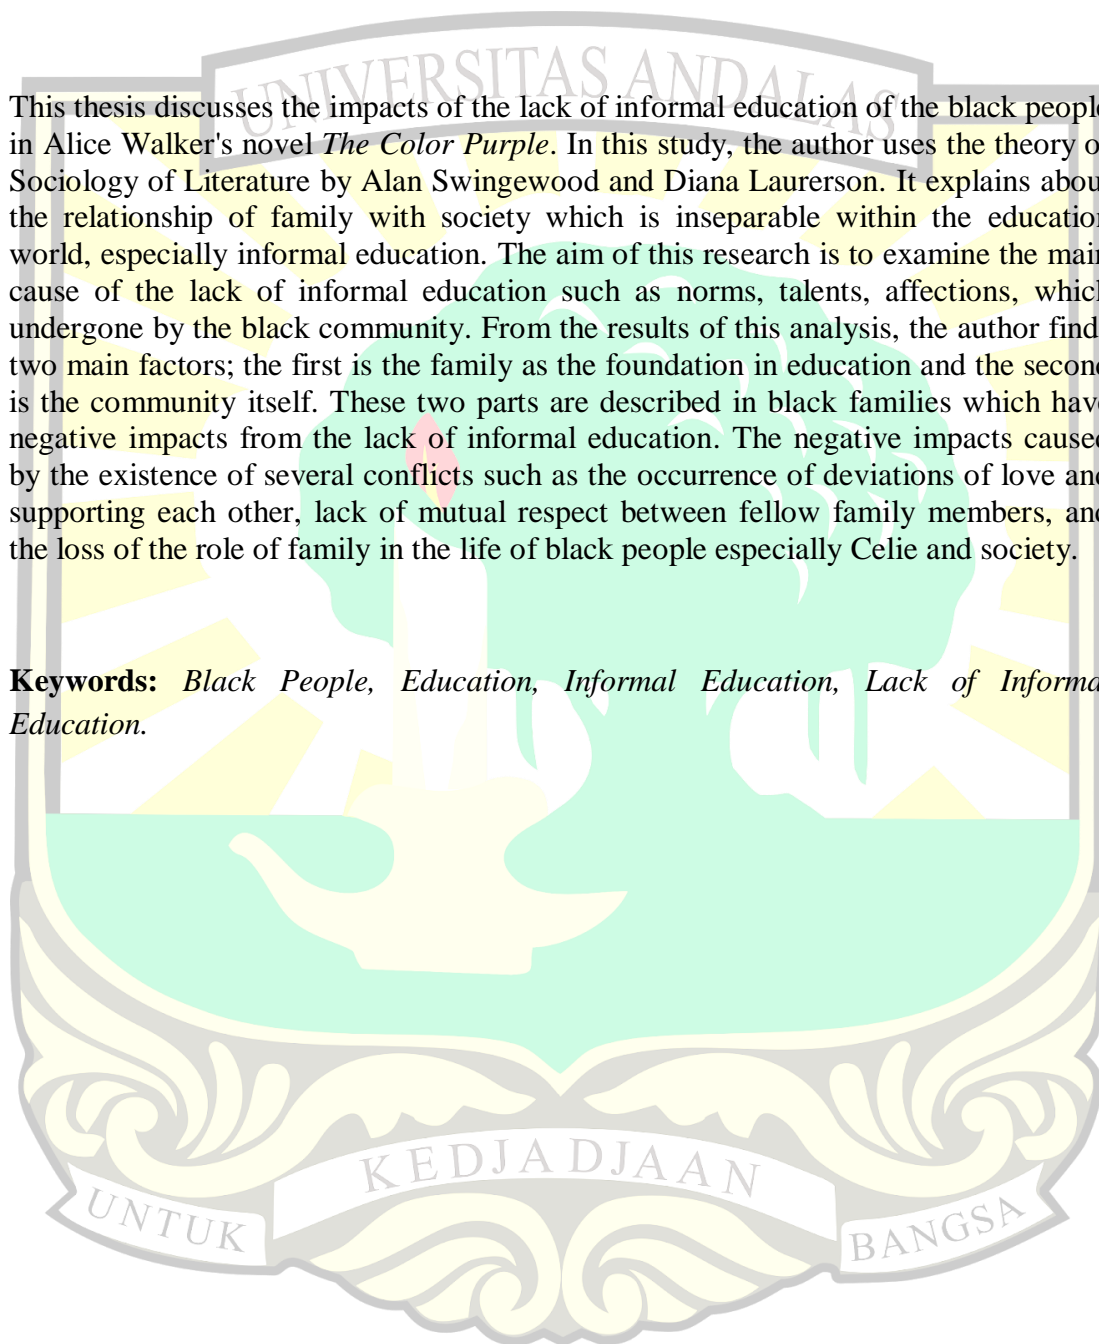 UNIVERSITAS ANDALAS
This thesis discusses the impacts of the lack of informal education of the black people
in Alice Walker's novel The Color Purple. In this study, the author uses the theory o
Sociology of Literature by Alan Swingewood and Diana Laurerson. It explains abou
the relationship of family with society which is inseparable within the education
world, especially informal education. The aim of this research is to examine the main
cause of the lack of informal education such as norms, talents, affections, which
undergone by the black community. From the results of this analysis, the author find
two main factors; the first is the family as the foundation in education and the second
is the community itself. These two parts are described in black families which have
negative impacts from the lack of informal education. The negative impacts caused
by the existence of several conflicts such as the occurrence of deviations of love and
supporting each other, lack of mutual respect between fellow family members, and
the loss of the role of family in the life of black people especially Celie and society.
Keywords: Black People, Education, Informal Education, Lack of Informa
Education.
UNTUK KEDJADJAAN BANGSA